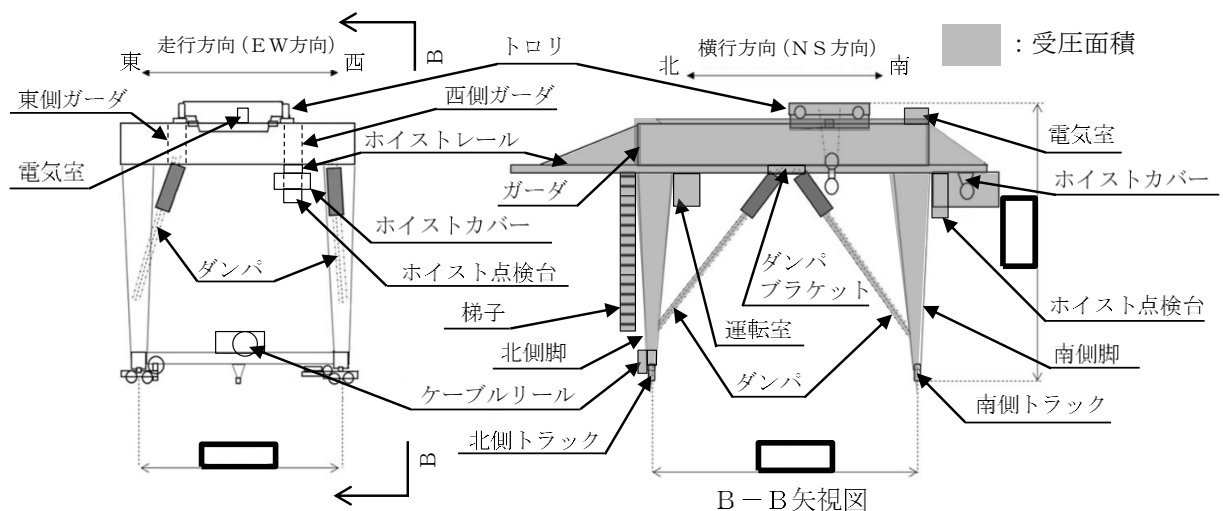 走行方向(EW方向)
東
西
B
トロリ
東側ガーダ
西側ガーダ
ホイストレール
電気室
ホイストカバー
ダンパ
ホイスト点検台
ケーブルリール
B
横行方向(NS方向)
北
南
:受圧面積
電気室
ガーダ
ホイストカバー
ダンパ
ブラケット
ホイスト点検台
梯子
運転室
北側脚
南側脚
ダンパ
南側トラック
北側トラック
B-B矢視図